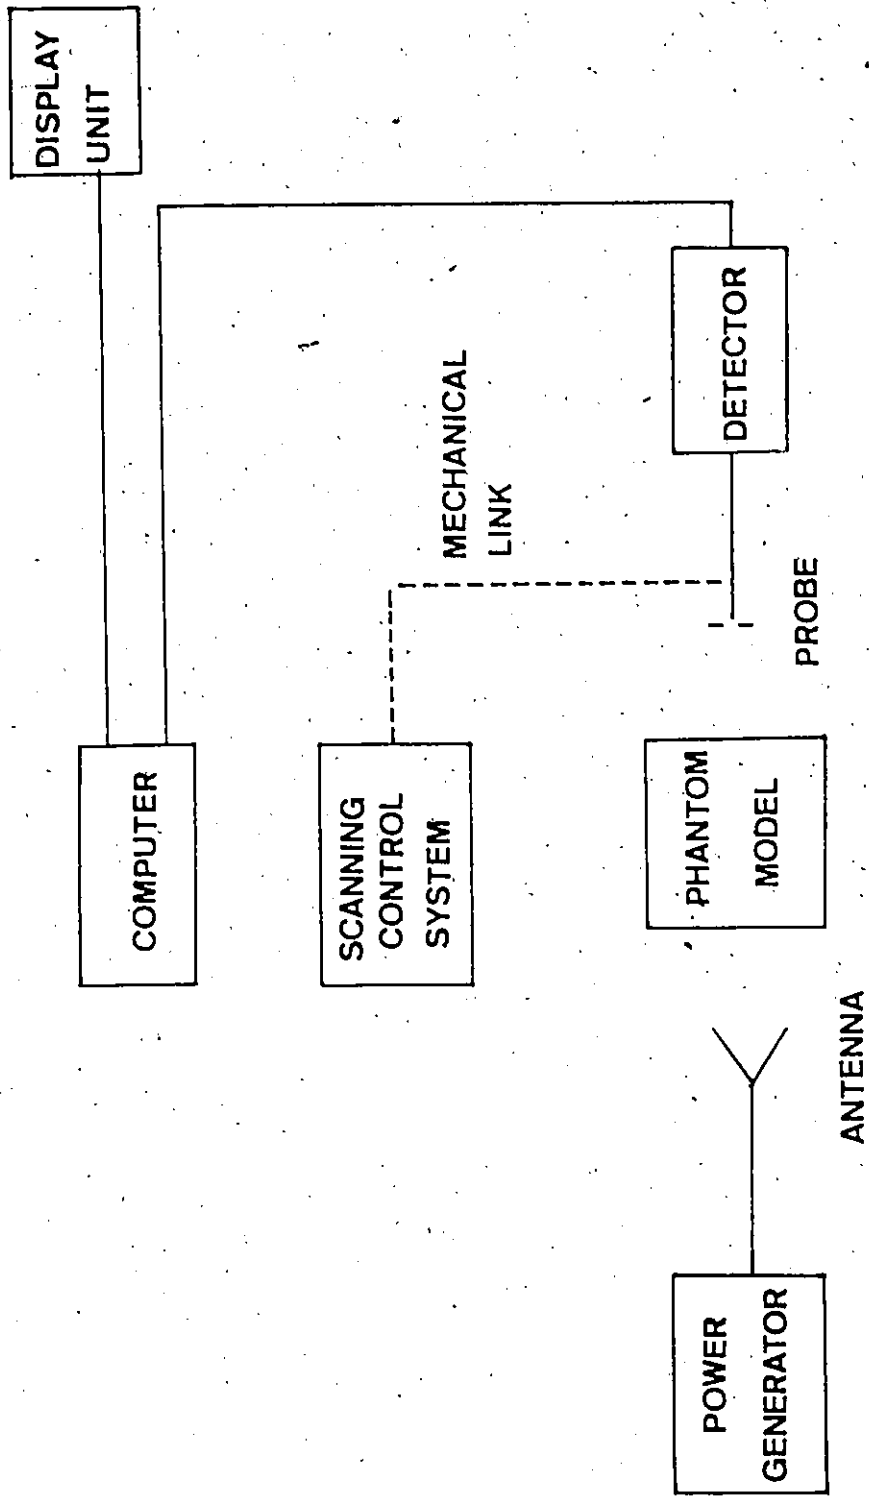 DISPLAY
UNIT
COMPUTER
MECHANICAL
LINK
SCANNING
CONTROL
SYSTEM
DETECTOR
PROBE
PHANTOM
MODEL
ANTENNA
POWER
GENERATOR